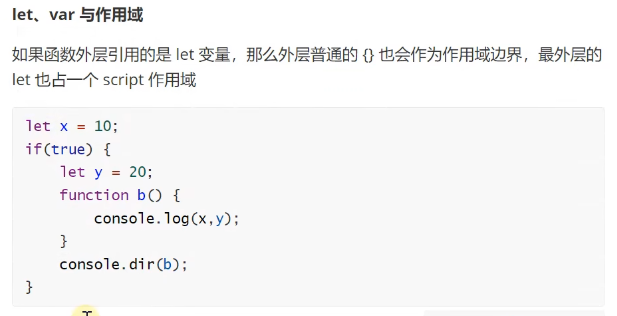 let、var 与作用域
如果函数外层引用的是 let 变量，那么外层普通的 {} 也会作为作用域边界，最外层的
let 也占一个 script 作用域
let x = 10;
if(true) {
    let y = 20;
    function b() {
        console.log(x,y);
    }
    console.dir(b);
}